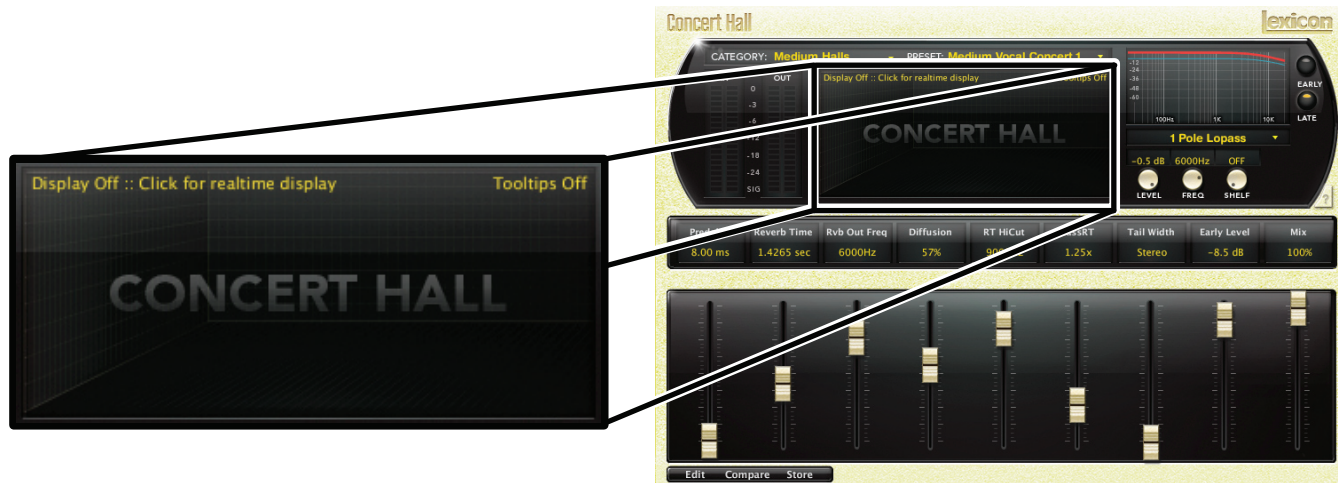 Concert Hall
lexicon
CATEGORY: Medium Halls
PRESET: Medium Vocal Concert 1
OUT
0
-3
-6
-18
-24
SIG
Display Off :: Click for realtime display
Tooltips Off
CONCERT HALL
-12
-24
-36
-48
-60
100Hz 1K 10K
EARLY
LATE
1 Pole Lopass
-0.5 dB 6000Hz OFF
LEVEL FREQ SHELF
?
Display Off :: Click for realtime display
Tooltips Off
CONCERT HALL
Reverb Time Rvb Out Freq Diffusion RT HiCut Tail Width Early Level Mix
8.00 ms 1.4265 sec 6000Hz 57% 1.25x Stereo -8.5 dB 100%
Edit Compare Store